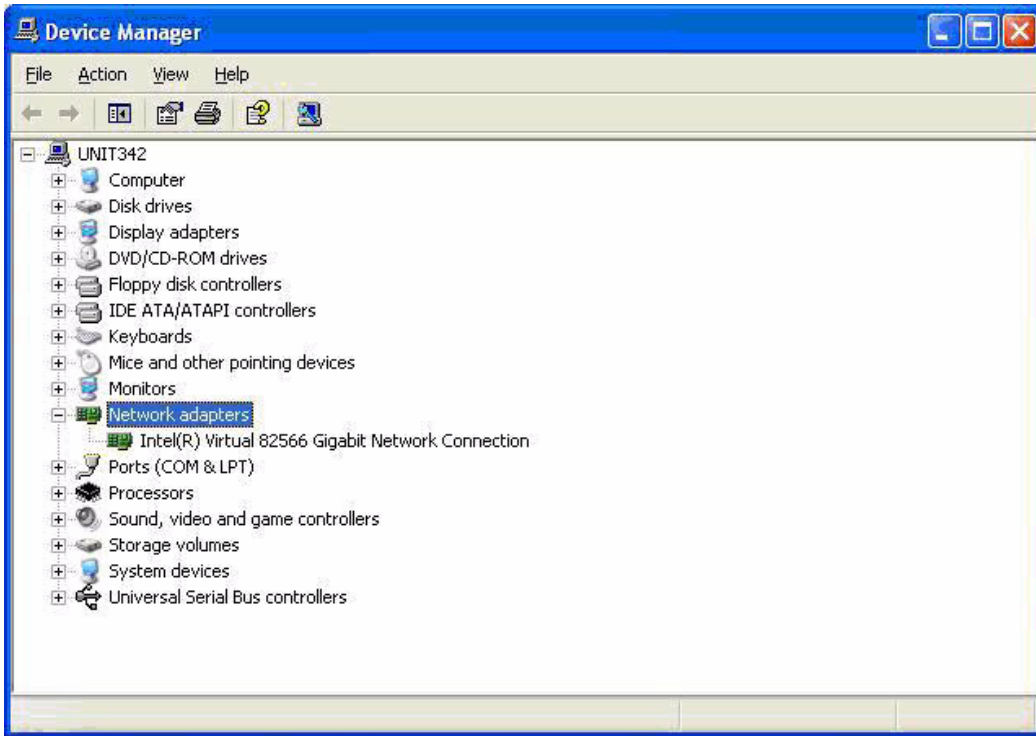 Device Manager
File Action View Help
UNIT342
Computer
Disk drives
Display adapters
DVD/CD-ROM drives
Floppy disk controllers
IDE ATA/ATAPI controllers
Keyboards
Mice and other pointing devices
Monitors
Network adapters
Intel(R) Virtual 82566 Gigabit Network Connection
Ports (COM & LPT)
Processors
Sound, video and game controllers
Storage volumes
System devices
Universal Serial Bus controllers